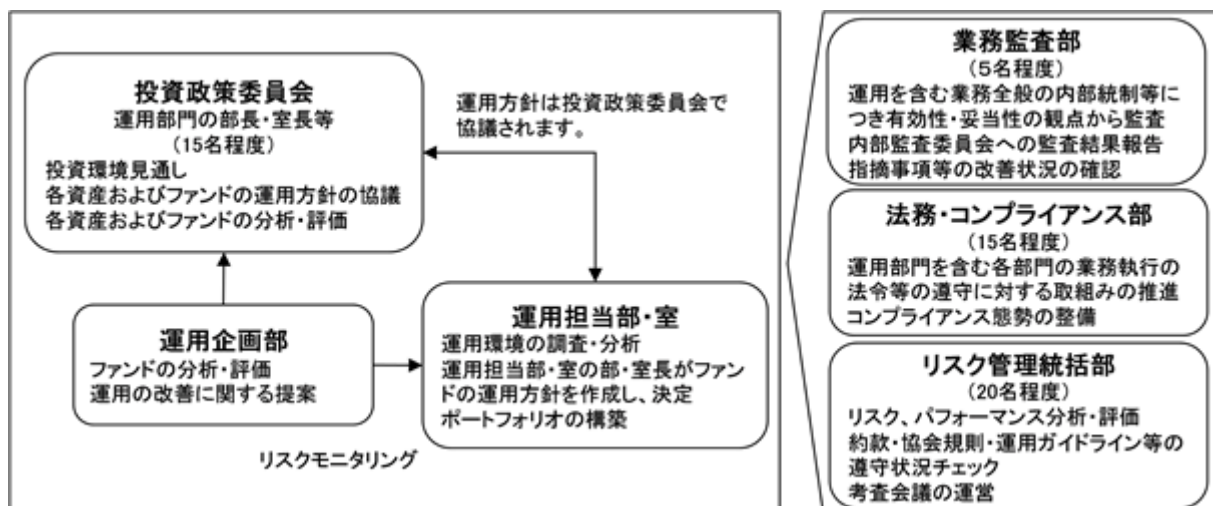 投資政策委員会
運用部門の部長・室長等
（15名程度）
投資環境見通し
各資産およびファンドの運用方針の協議
各資産およびファンドの分析・評価
運用方針は投資政策委員会で
協議されます。
運用企画部
ファンドの分析・評価
運用の改善に関する提案
運用担当部・室
運用環境の調査・分析
運用担当部・室の部・室長がファン
ドの運用方針を作成し、決定
ポートフォリオの構築
リスクモニタリング
業務監査部
（5名程度）
運用を含む業務全般の内部統制等に
つき有効性・妥当性の観点から監査
内部監査委員会への監査結果報告
指摘事項等の改善状況の確認
法務・コンプライアンス部
（15名程度）
運用部門を含む各部門の業務執行の
法令等の遵守に対する取組みの推進
コンプライアンス態勢の整備
リスク管理統括部
（20名程度）
リスク、パフォーマンス分析・評価
約款・協会規則・運用ガイドライン等の
遵守状況チェック
考査会議の運営